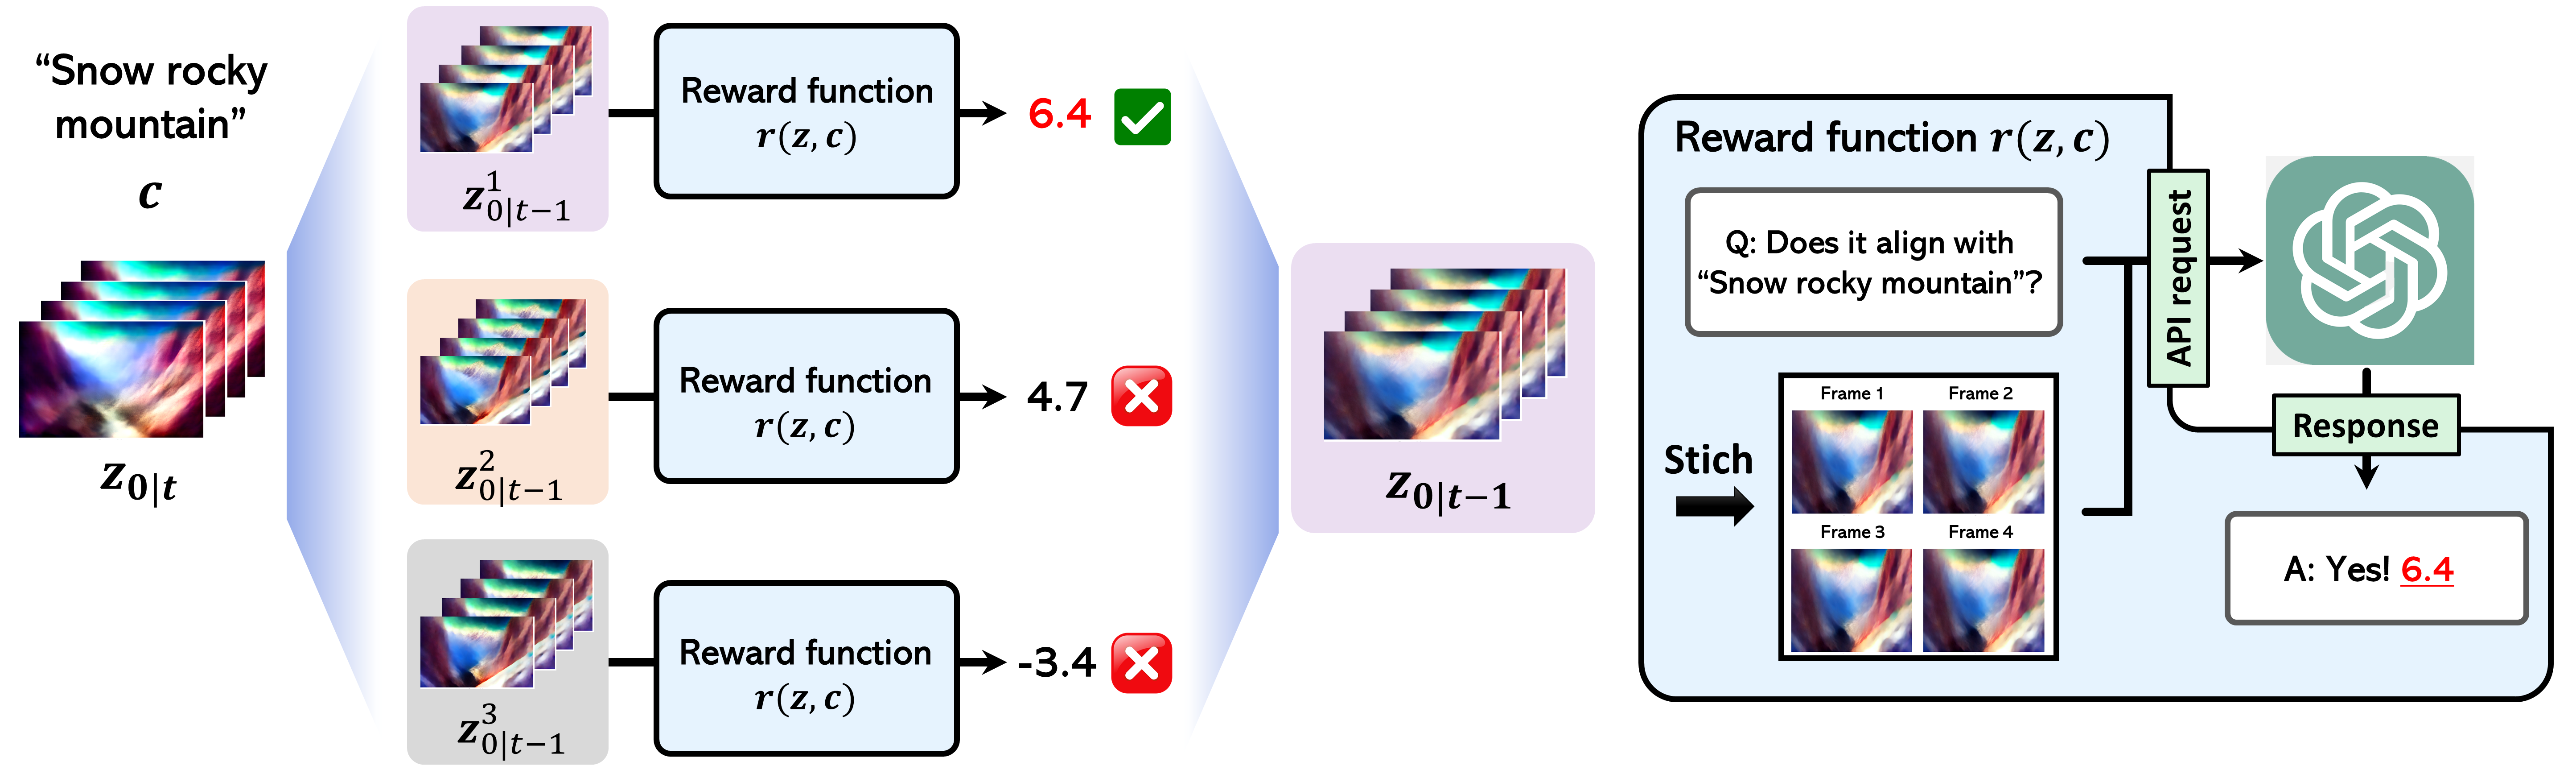 “Snow rocky
mountain”
c
z_{0|t}
z^1_{0|t−1}
Reward function
r(z, c)
6.4
z^2_{0|t−1}
Reward function
r(z, c)
4.7
z^3_{0|t−1}
Reward function
r(z, c)
-3.4
z_{0|t−1}
Reward function r(z, c)
Q: Does it align with
“Snow rocky mountain”?
API request
Stich
Frame 1
Frame 2
Frame 3
Frame 4
Response
A: Yes! 6.4